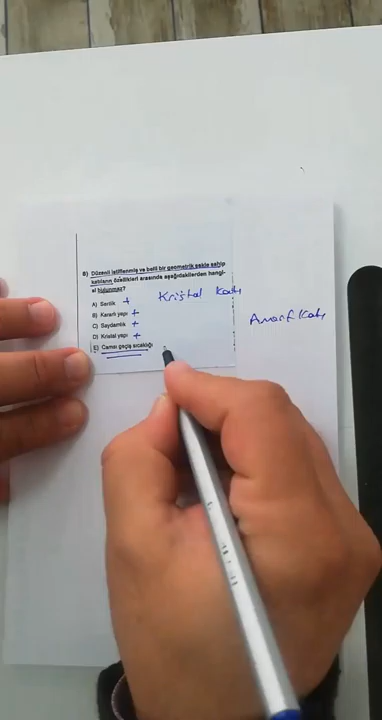 8) Düzenli istiflenmiş ve belli bir geometrik şekle sahip
katıların özellikleri arasında aşağıdakilerden hangi-
si bulunmaz?
A) Sertlik +
Kristal Katı
B) Kararlı yapı +
C) Saydamlık +
D) Kristal yapı +
E) Camsı geçiş sıcaklığı
Amorf Katı